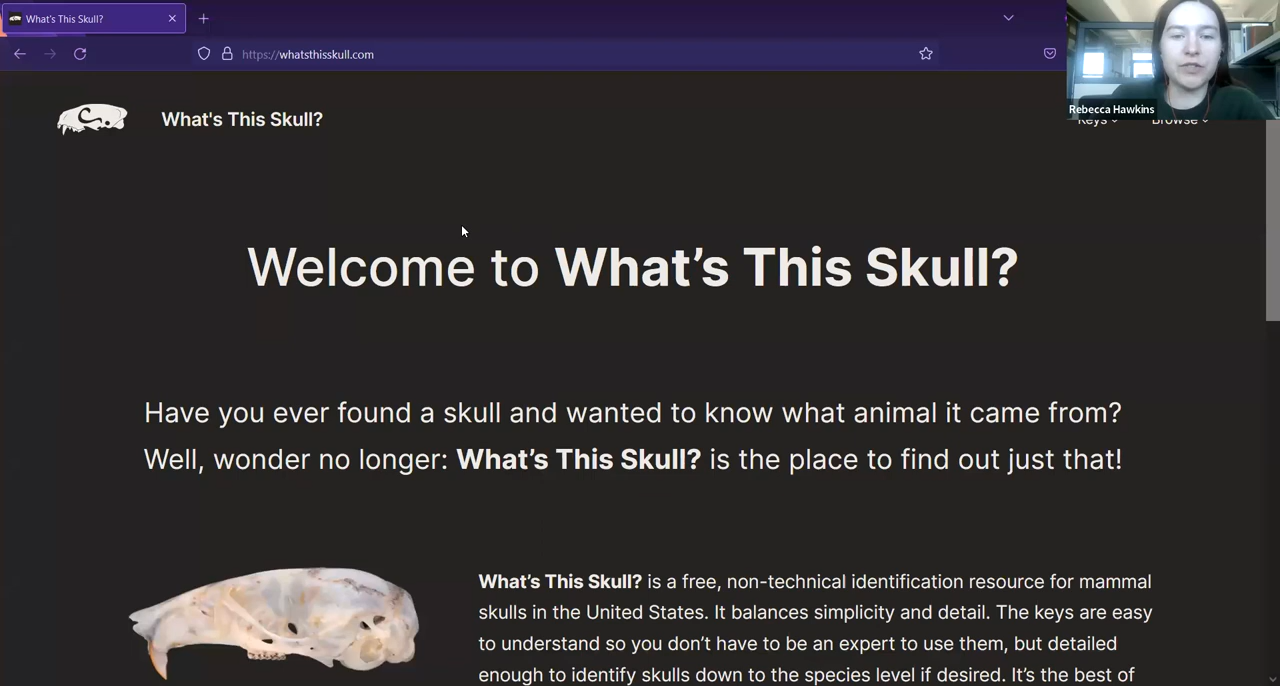 What's This Skull?
https://whatsthisskull.com
Rebecca Hawkins
What's This Skull?
Keys
Browse
Welcome to What's This Skull?
Have you ever found a skull and wanted to know what animal it came from?
Well, wonder no longer: What's This Skull? is the place to find out just that!
What's This Skull? is a free, non-technical identification resource for mammal
skulls in the United States. It balances simplicity and detail. The keys are easy
to understand so you don't have to be an expert to use them, but detailed
enough to identify skulls down to the species level if desired. It's the best of